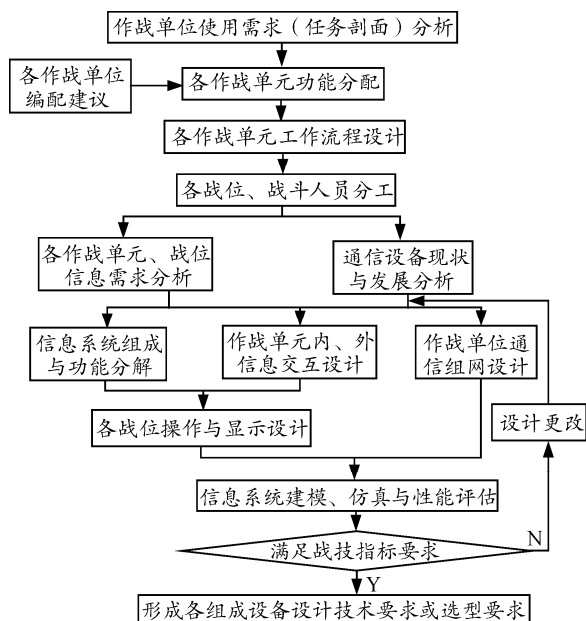 作战单位使用需求（任务剖面）分析
各作战单位
编配建议
各作战单元功能分配
各作战单元工作流程设计
各战位、战斗人员分工
各作战单元、战位
信息需求分析
通信设备现状
与发展分析
信息系统组成
与功能分解
作战单元内、外
信息交互设计
作战单位通
信组网设计
各战位操作与显示设计
设计更改
信息系统建模、仿真与性能评估
满足战技指标要求
N
Y
形成各组成设备设计技术要求或选型要求